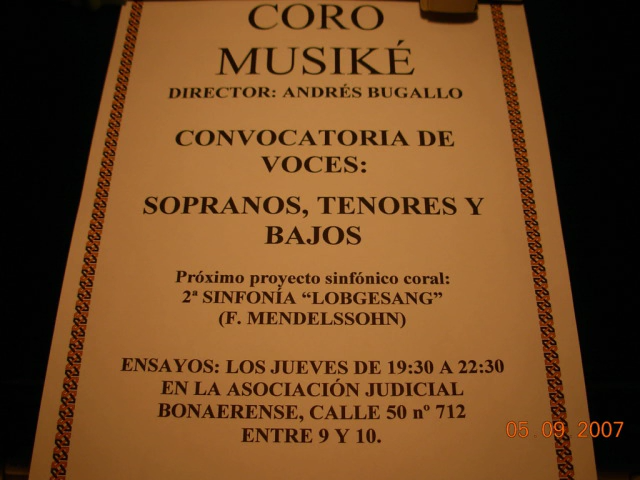 CORO
MUSIKÉ
DIRECTOR: ANDRÉS BUGALLO
CONVOCATORIA DE
VOCES:
SOPRANOS, TENORES Y
BAJOS
Próximo proyecto sinfónico coral:
2ª SINFONÍA “LOBGESANG”
(F. MENDELSSOHN)
ENSAYOS: LOS JUEVES DE 19:30 A 22:30
EN LA ASOCIACIÓN JUDICIAL
BONAERENSE, CALLE 50 nº 712
ENTRE 9 Y 10.
05.09.2007